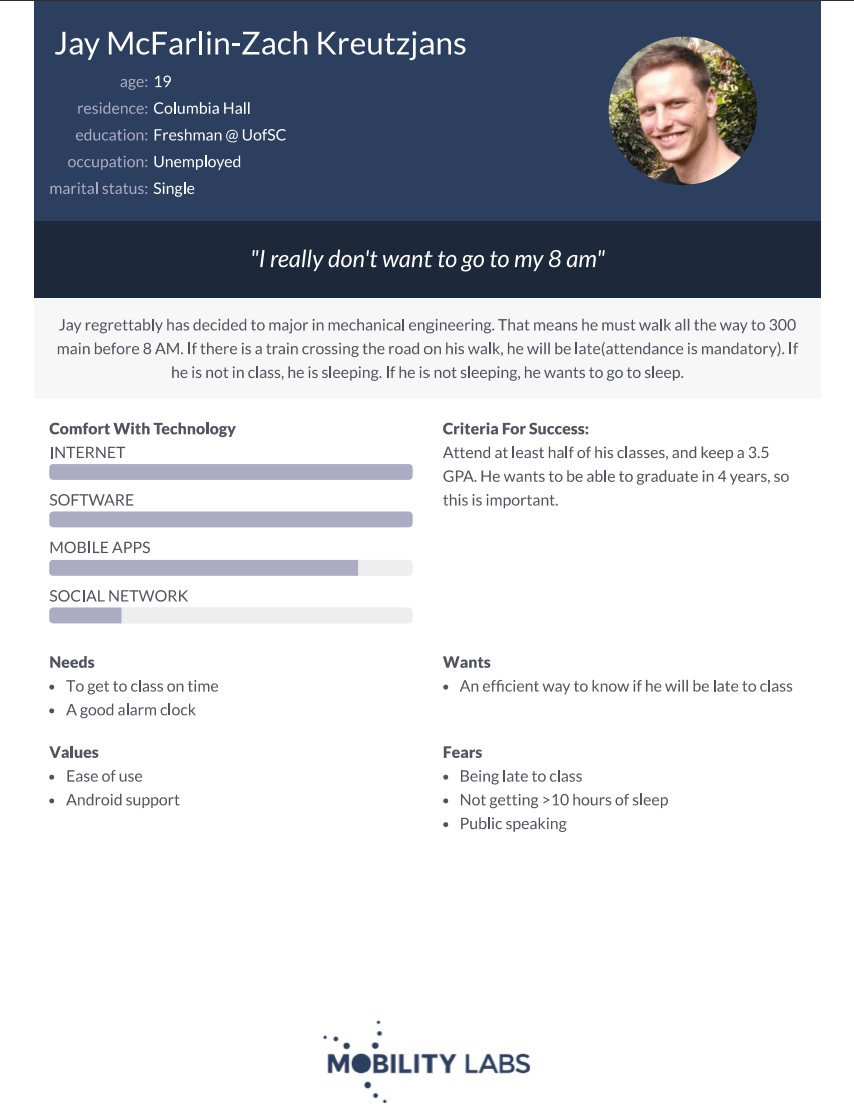 Jay McFarlin-Zach Kreutzjans
age: 19
residence: Columbia Hall
education: Freshman @ UofSC
occupation: Unemployed
marital status: Single
"I really don't want to go to my 8 am"
Jay regrettably has decided to major in mechanical engineering. That means he must walk all the way to 300
main before 8 AM. If there is a train crossing the road on his walk, he will be late(attendance is mandatory). If
he is not in class, he is sleeping. If he is not sleeping, he wants to go to sleep.
Comfort With Technology
INTERNET
SOFTWARE
MOBILE APPS
SOCIAL NETWORK
Criteria For Success:
Attend at least half of his classes, and keep a 3.5
GPA. He wants to be able to graduate in 4 years, so
this is important.
Needs
• To get to class on time
• A good alarm clock
Wants
• An efficient way to know if he will be late to class
Values
• Ease of use
• Android support
Fears
• Being late to class
• Not getting >10 hours of sleep
• Public speaking
MOBILITY LABS